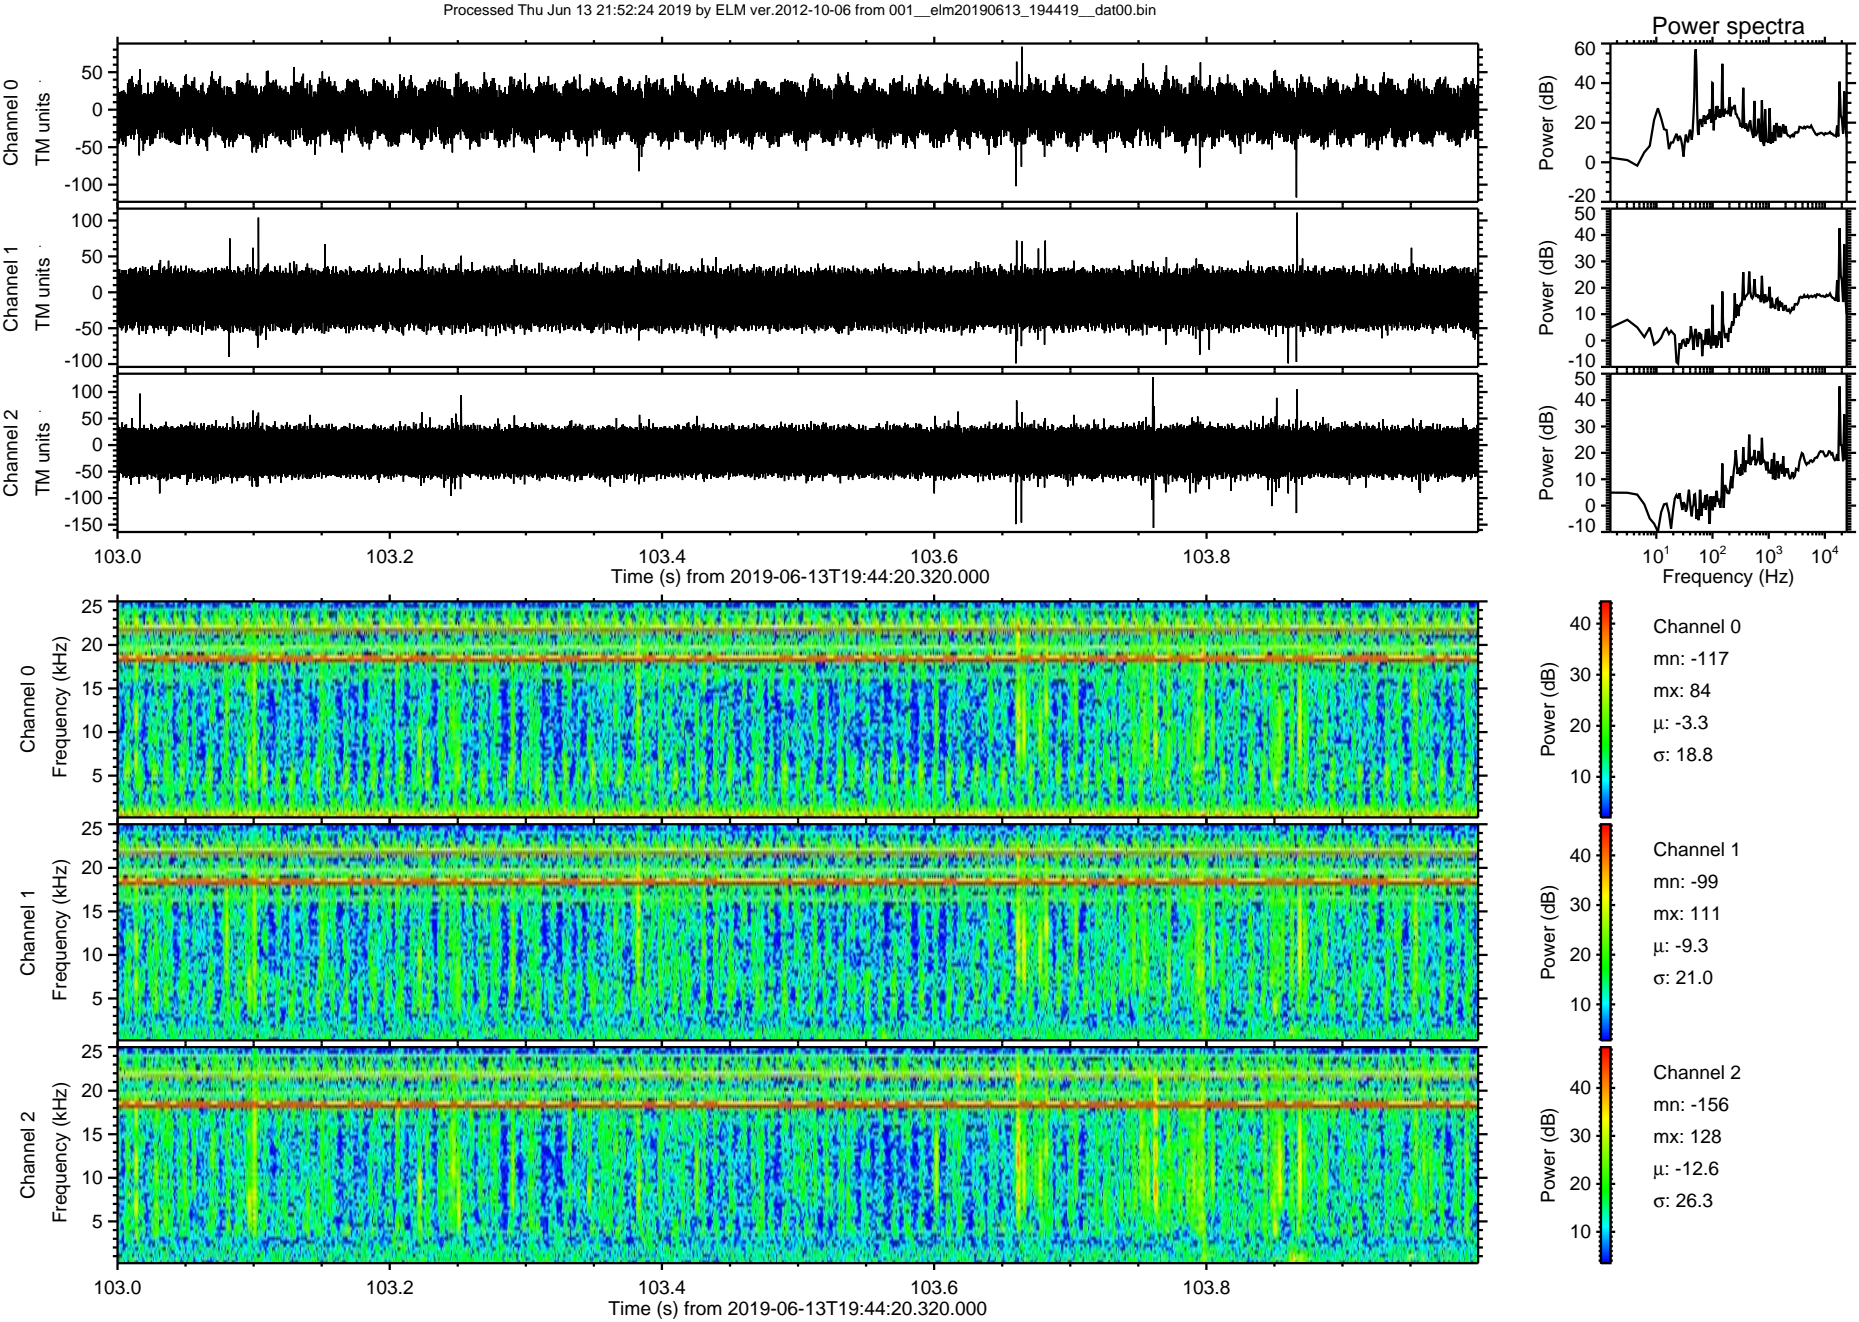 Processed Thu Jun 13 21:52:24 2019 by ELM ver.2012-10-06 from 001__elm20190613_194419__dat00.bin
Power spectra
Channel 0
TM units
50
0
-50
-100
Power (dB)
60
40
20
0
-20
Channel 1
TM units
100
50
0
-50
-100
Power (dB)
50
40
30
20
10
0
-10
Channel 2
TM units
100
50
0
-50
-100
-150
Power (dB)
50
40
30
20
10
0
-10
103.0 103.2 103.4 103.6 103.8
Time (s) from 2019-06-13T19:44:20.320.000
10¹ 10² 10³ 10⁴
Frequency (Hz)
Channel 0
Frequency (kHz)
25
20
15
10
5
Power (dB)
40
30
20
10
Channel 0
mn: -117
mx: 84
μ: -3.3
σ: 18.8
Channel 1
Frequency (kHz)
25
20
15
10
5
Power (dB)
40
30
20
10
Channel 1
mn: -99
mx: 111
μ: -9.3
σ: 21.0
Channel 2
Frequency (kHz)
25
20
15
10
5
Power (dB)
40
30
20
10
Channel 2
mn: -156
mx: 128
μ: -12.6
σ: 26.3
103.0 103.2 103.4 103.6 103.8
Time (s) from 2019-06-13T19:44:20.320.000